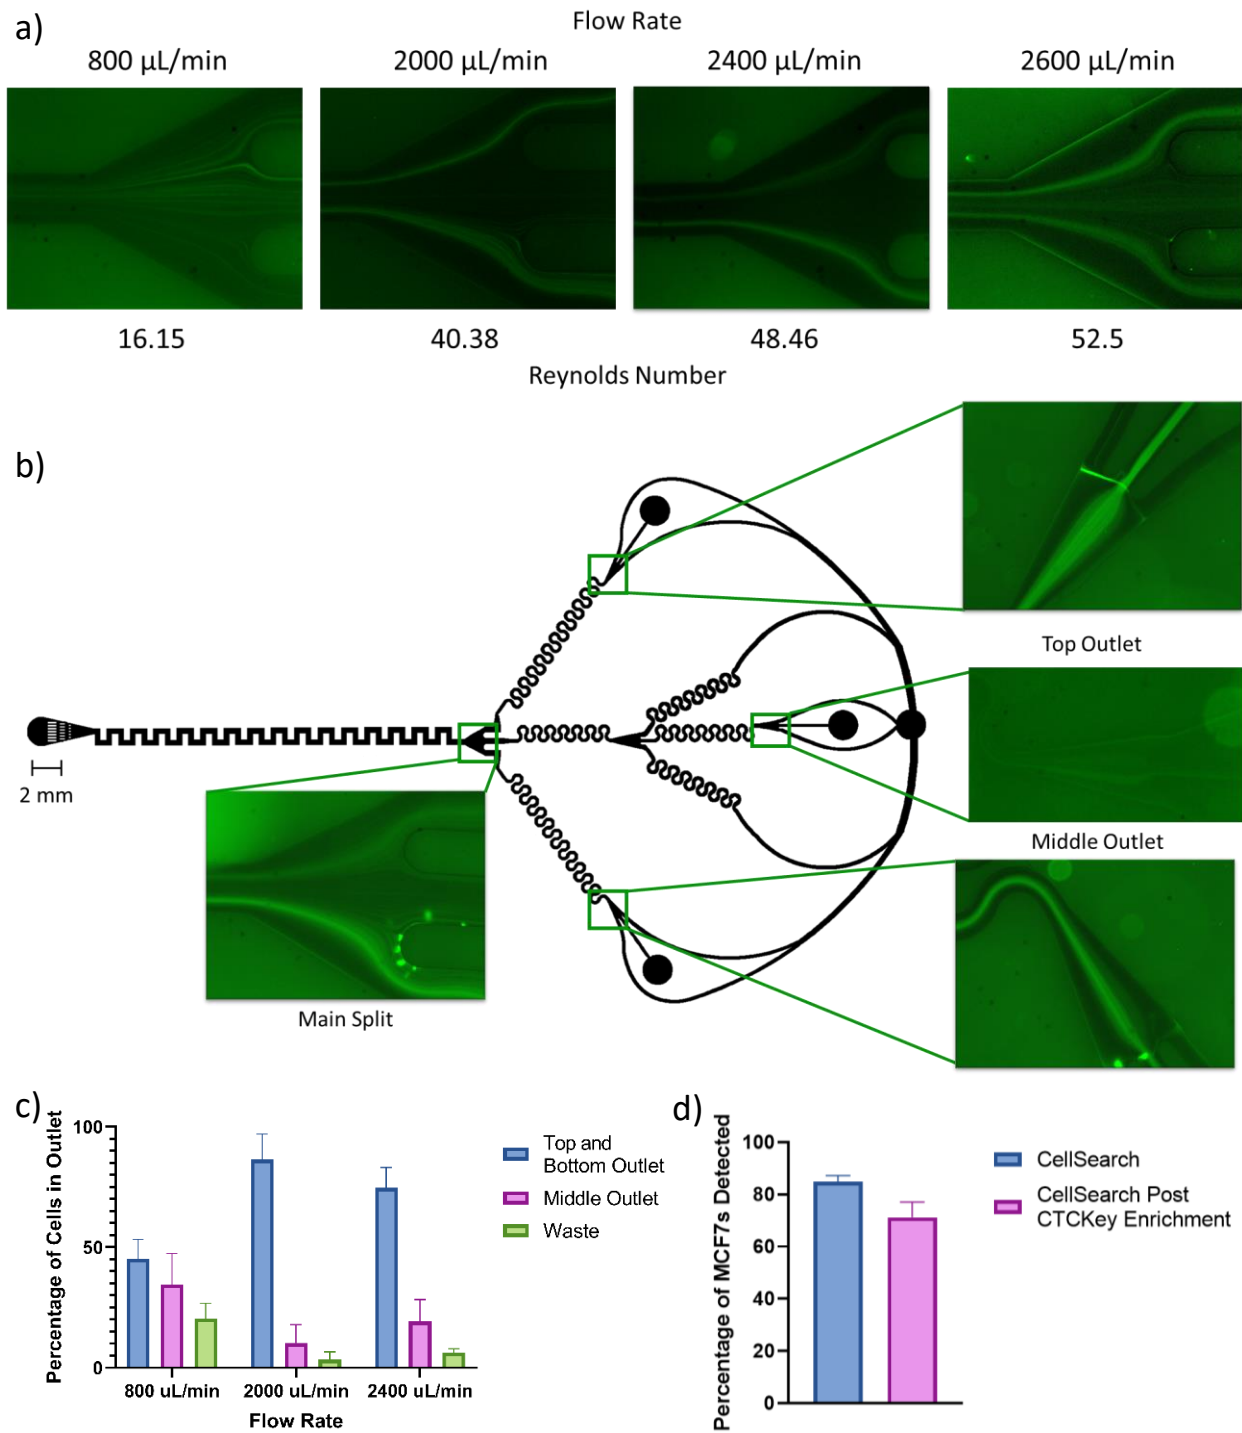 a)
Flow Rate
800 µL/min
2000 µL/min
2400 µL/min
2600 µL/min
16.15
40.38
48.46
52.5
Reynolds Number
b)
Top Outlet
2 mm
Middle Outlet
Main Split
c)
Percentage of Cells in Outlet
100
50
0
800 uL/min
2000 uL/min
2400 uL/min
Flow Rate
Top and
Bottom Outlet
Middle Outlet
Waste
d)
Percentage of MCF7s Detected
100
80
60
40
20
0
CellSearch
CellSearch Post
CTCKey Enrichment